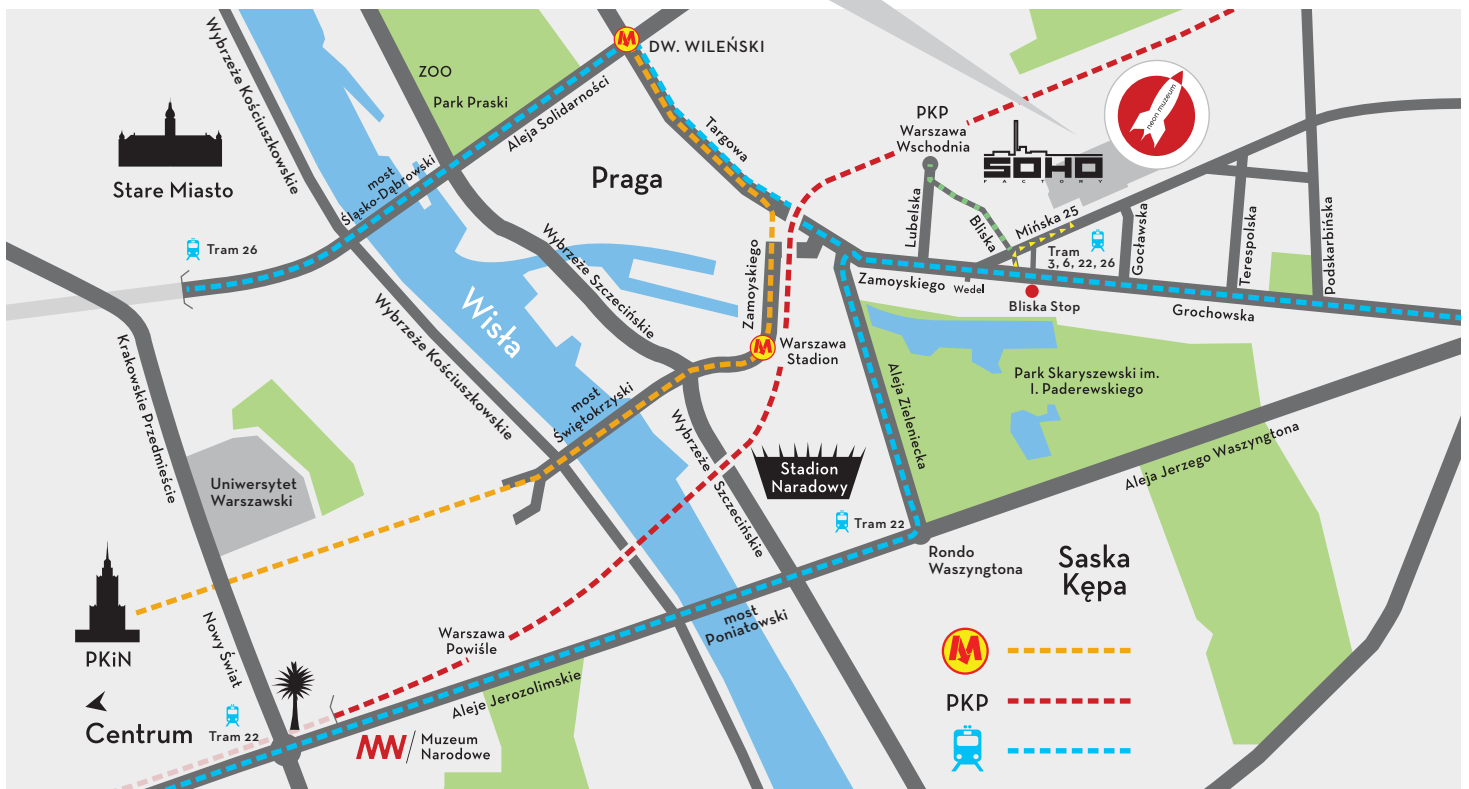 DW. WILEŃSKI
ZOO
Park Praski
Wybrzeże Kościuszkowskie
Aleja Solidarności
Targowa
PKP
Warszawa
Wschodnia
neon muzeum
SOHO
FACTORY
Stare Miasto
most
Śląsko-Dąbrowski
Praga
Lubelska
Bliska
Mińska 25
Gocławska
Terespolska
Podskarbińska
Tram 26
Tram
3, 6, 22, 26
Wybrzeże Szczecińskie
Zamoyskiego
Zamoyskiego
Wedel
Bliska Stop
Grochowska
Wisła
Wybrzeże Kościuszkowskie
Warszawa
Stadion
Krakowskie Przedmieście
most
Świętokrzyski
Aleja Zieleniecka
Park Skaryszewski im.
I. Paderewskiego
Wybrzeże Szczecińskie
Aleja Jerzego Waszyngtona
Uniwersytet
Warszawski
Stadion
Naradowy
Tram 22
Rondo
Waszyngtona
Saska
Kępa
PKiN
Nowy Świat
Warszawa
Powiśle
most
Poniatowski
M
PKP
Centrum
Tram 22
Aleje Jerozolimskie
Muzeum
Narodowe